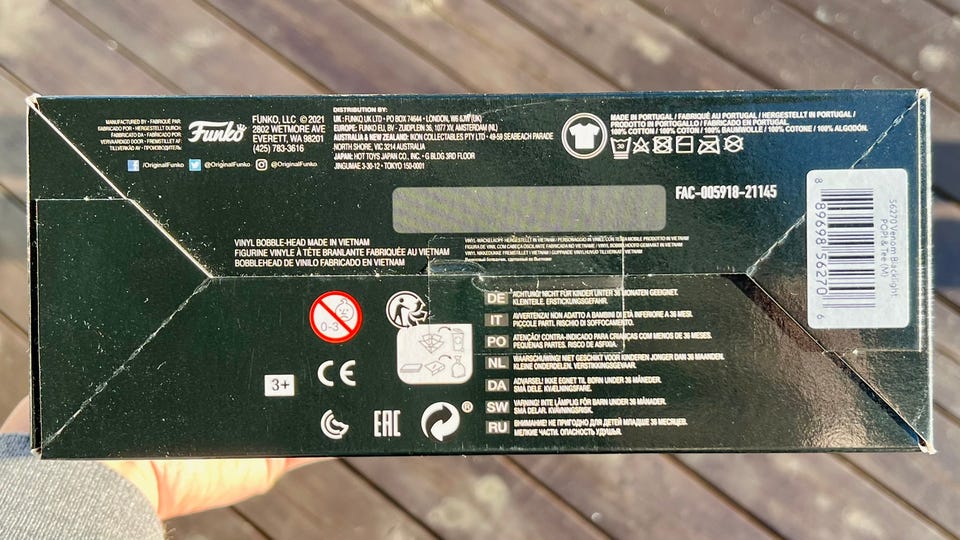 MANUFACTURED BY · FABRIQUÉ PAR
FABRICADO POR · HERGESTELLT DURCH:
FABRICADO DA · FABRICADO POR
VERVAARDIGD DOOR · FREMSTILLET AF
TILLVERKAD AV
Funko
FUNKO, LLC ©2021
2802 WETMORE AVE
EVERETT, WA 98201
(425) 783-3616
/OriginalFunko @OriginalFunko @OriginalFunko
DISTRIBUTION BY:
UK: FUNKO UK LTD · PO BOX 74644 · LONDON, W6 6JW (UK)
EUROPE: FUNKO EU, BV · ZUIDPLEIN 36, 1077 XV, AMSTERDAM (NL)
AUSTRALIA & NEW ZEALAND: IKON COLLECTABLES PTY LTD · 49-59 SEABEACH PARADE
NORTH SHORE, VIC 3214 AUSTRALIA
JAPAN: HOT TOYS JAPAN CO., INC. · G BLDG 3RD FLOOR
JINGUMAE 3-30-12 · TOKYO 150-0001
MADE IN PORTUGAL / FABRIQUÉ AU PORTUGAL / HERGESTELLT IN PORTUGAL
PRODOTTO IN PORTOGALLO / FABRICADO EN PORTUGAL
100% COTTON / 100% COTON / 100% BAUMWOLLE / 100% COTONE / 100% ALGODÓN.
FAC-005918-21145
VINYL BOBBLE-HEAD MADE IN VIETNAM
FIGURINE VINYLE À TÊTE BRANLANTE FABRIQUÉE AU VIETNAM
BOBBLEHEAD DE VINILO FABRICADO EN VIETNAM
56270 Venom Blacklight
POP! & Tee (M)
8 89698 56270 6
0-3
3+
CE
EAC
®
DE ACHTUNG! NICHT FÜR KINDER UNTER 36 MONATEN GEEIGNET.
KLEINTEILE. ERSTICKUNGSGEFAHR.
IT AVVERTENZA! NON ADATTO A BAMBINI DI ETÀ INFERIORE A 36 MESI.
PICCOLE PARTI. RISCHIO DI SOFFOCAMENTO.
PO ATENÇÃO! CONTRA-INDICADO PARA CRIANÇAS COM MENOS DE 36 MESES.
PEQUENAS PARTES. RISCO DE ASFIXIA.
NL WAARSCHUWING! NIET GESCHIKT VOOR KINDEREN JONGER DAN 36 MAANDEN.
KLEINE ONDERDELEN. VERSTIKKINGSGEVAAR.
DA ADVARSEL! IKKE EGNET TIL BØRN UNDER 36 MÅNEDER.
SMÅ DELE. KVÆLNINGSFARE.
SW VARNING! INTE LÄMPLIG FÖR BARN UNDER 36 MÅNADER.
SMÅ DELAR. KVÄVNINGSRISK.
RU ВНИМАНИЕ! НЕ ПРИГОДНО ДЛЯ ДЕТЕЙ МЛАДШЕ 36 МЕСЯЦЕВ.
МЕЛКИЕ ЧАСТИ. ОПАСНОСТЬ УДУШЬЯ.